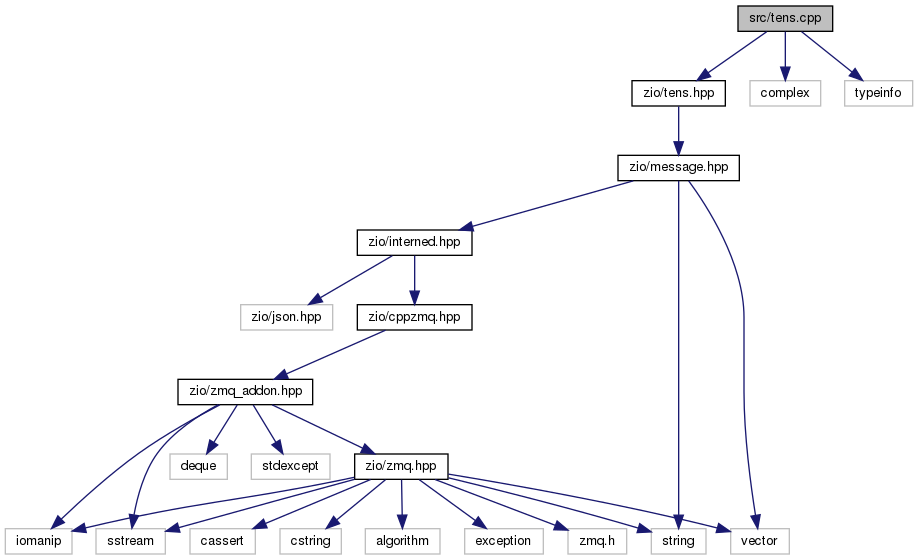 src/tens.cpp
zio/tens.hpp
complex
typeinfo
zio/message.hpp
zio/interned.hpp
zio/json.hpp
zio/cppzmq.hpp
zio/zmq_addon.hpp
deque
stdexcept
zio/zmq.hpp
iomanip
sstream
cassert
cstring
algorithm
exception
zmq.h
string
vector